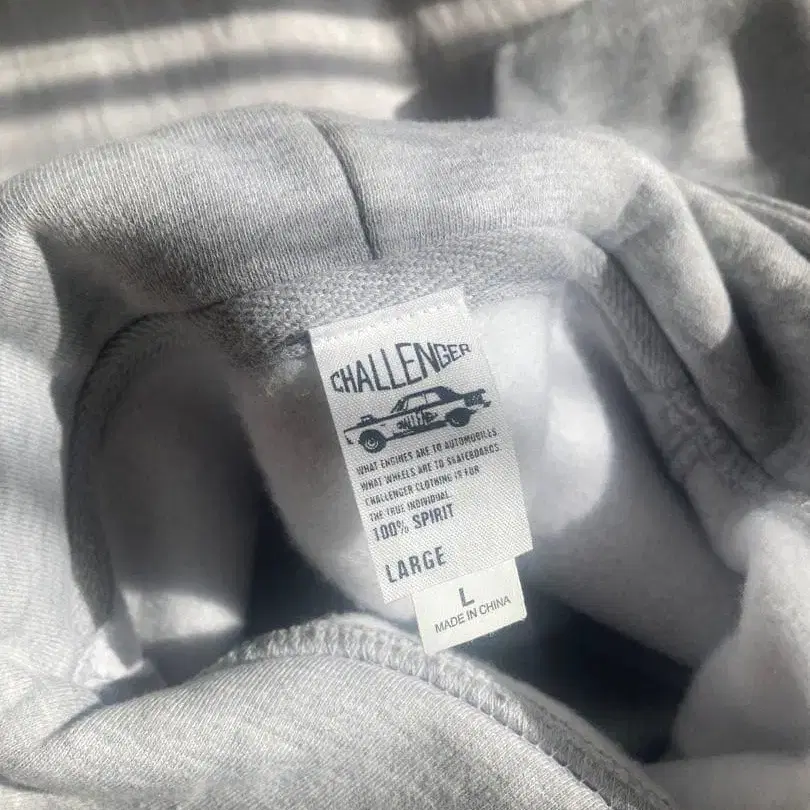 CHALLENGER
WHAT ENGINES ARE TO AUTOMOBILES
WHAT WHEELS ARE TO SKATEBOARDS
CHALLENGER CLOTHING IS FOR
THE TRUE INDIVIDUAL
100% SPIRIT
LARGE
L
MADE IN CHINA